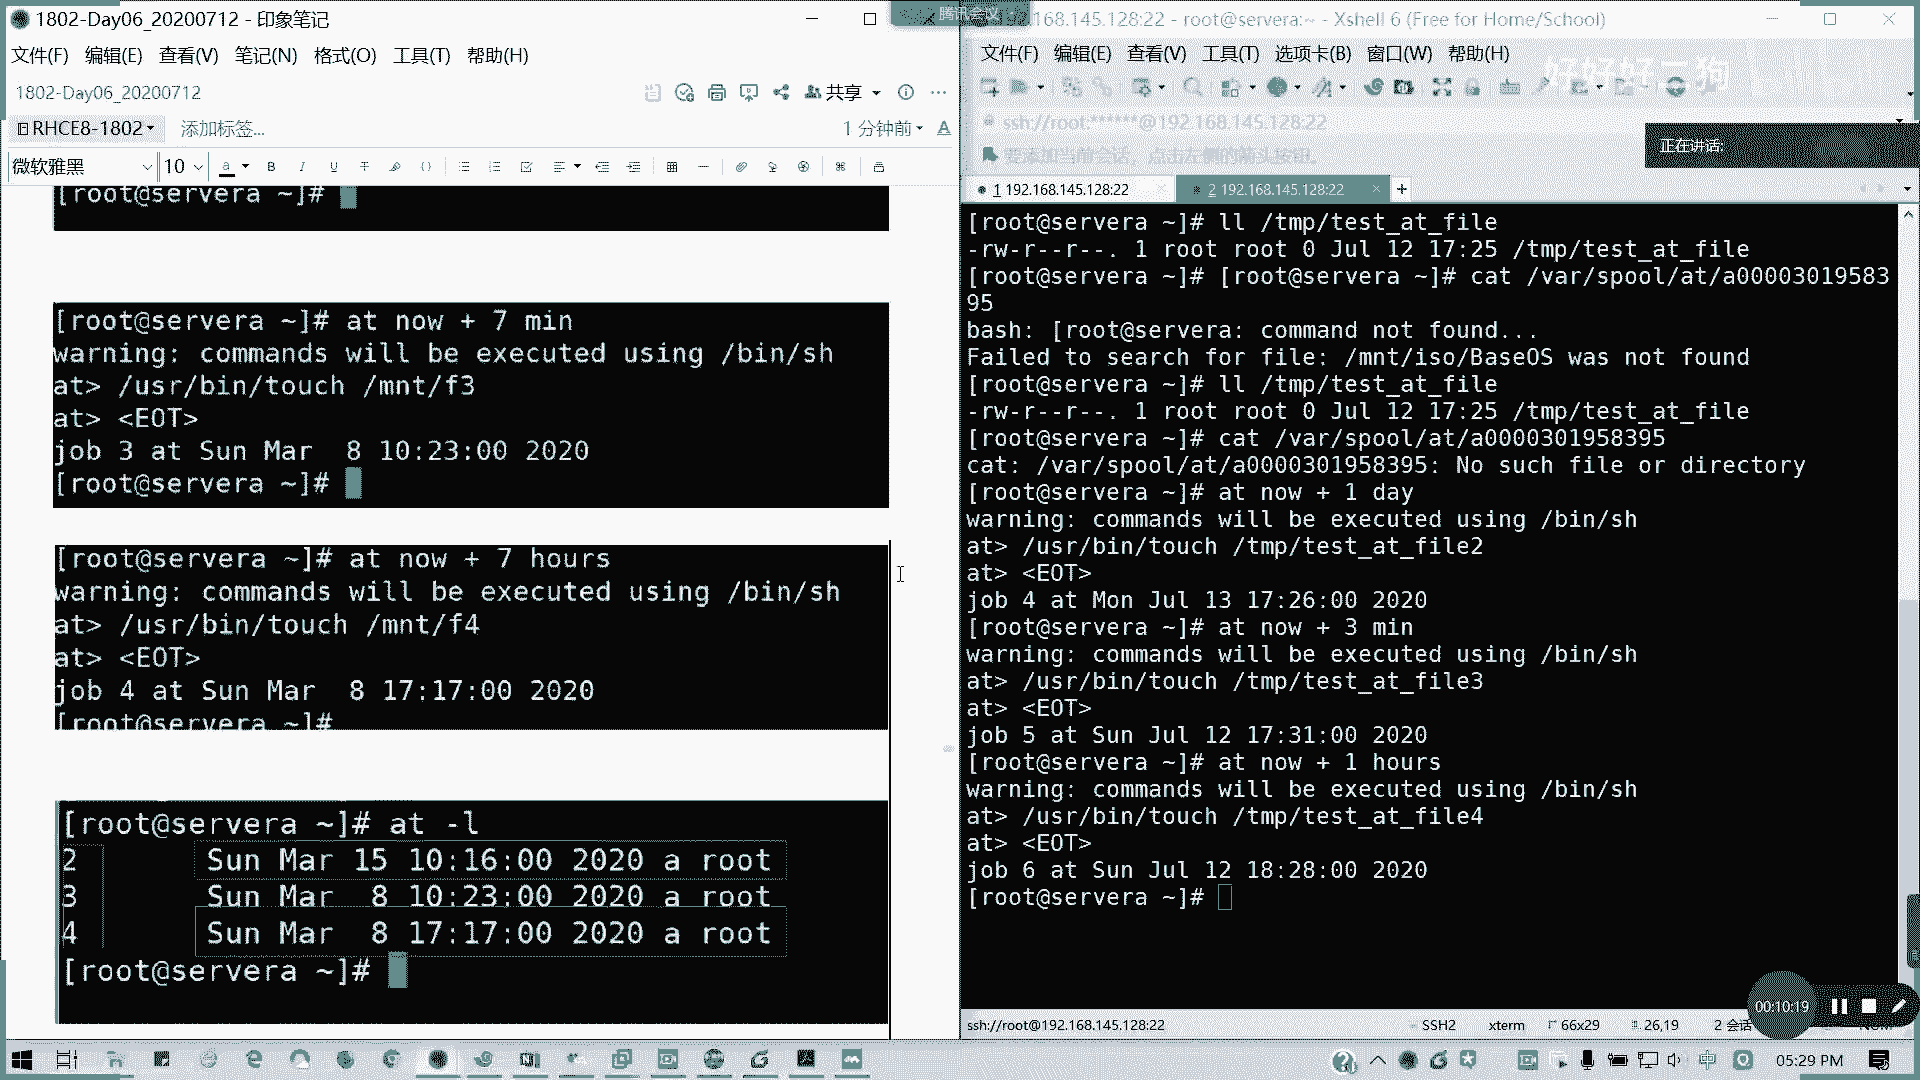 1802-Day06_20200712 - 印象笔记
文件(F) 编辑(E) 查看(V) 笔记(N) 格式(O) 工具(T) 帮助(H)
1802-Day06_20200712
共享
RHCE8-1802
添加标签...
1 分钟前
微软雅黑
10
[root@servera ~]#
[root@servera ~]# at now + 7 min
warning: commands will be executed using /bin/sh
at> /usr/bin/touch /mnt/f3
at> <EOT>
job 3 at Sun Mar  8 10:23:00 2020
[root@servera ~]#
[root@servera ~]# at now + 7 hours
warning: commands will be executed using /bin/sh
at> /usr/bin/touch /mnt/f4
at> <EOT>
job 4 at Sun Mar  8 17:17:00 2020
[root@servera ~]#
[root@servera ~]# at -l
2 Sun Mar 15 10:16:00 2020 a root
3 Sun Mar  8 10:23:00 2020 a root
4 Sun Mar  8 17:17:00 2020 a root
[root@servera ~]#
腾讯会议
192.168.145.128:22 - root@servera:~ - Xshell 6 (Free for Home/School)
文件(F) 编辑(E) 查看(V) 工具(T) 选项卡(B) 窗口(W) 帮助(H)
好好好二狗
ssh://root:******@192.168.145.128:22
正在讲话:
要添加当前会话，点击左侧的箭头按钮。
1 192.168.145.128:22
2 192.168.145.128:22
[root@servera ~]# ll /tmp/test_at_file
-rw-r--r--. 1 root root 0 Jul 12 17:25 /tmp/test_at_file
[root@servera ~]# [root@servera ~]# cat /var/spool/at/a00003019583
95
bash: [root@servera: command not found...
Failed to search for file: /mnt/iso/BaseOS was not found
[root@servera ~]# ll /tmp/test_at_file
-rw-r--r--. 1 root root 0 Jul 12 17:25 /tmp/test_at_file
[root@servera ~]# cat /var/spool/at/a0000301958395
cat: /var/spool/at/a0000301958395: No such file or directory
[root@servera ~]# at now + 1 day
warning: commands will be executed using /bin/sh
at> /usr/bin/touch /tmp/test_at_file2
at> <EOT>
job 4 at Mon Jul 13 17:26:00 2020
[root@servera ~]# at now + 3 min
warning: commands will be executed using /bin/sh
at> /usr/bin/touch /tmp/test_at_file3
at> <EOT>
job 5 at Sun Jul 12 17:31:00 2020
[root@servera ~]# at now + 1 hours
warning: commands will be executed using /bin/sh
at> /usr/bin/touch /tmp/test_at_file4
at> <EOT>
job 6 at Sun Jul 12 18:28:00 2020
[root@servera ~]#
00:10:19
ssh://root@192.168.145.128:22
SSH2
xterm
66x29
26,19
2 会话
中
05:29 PM